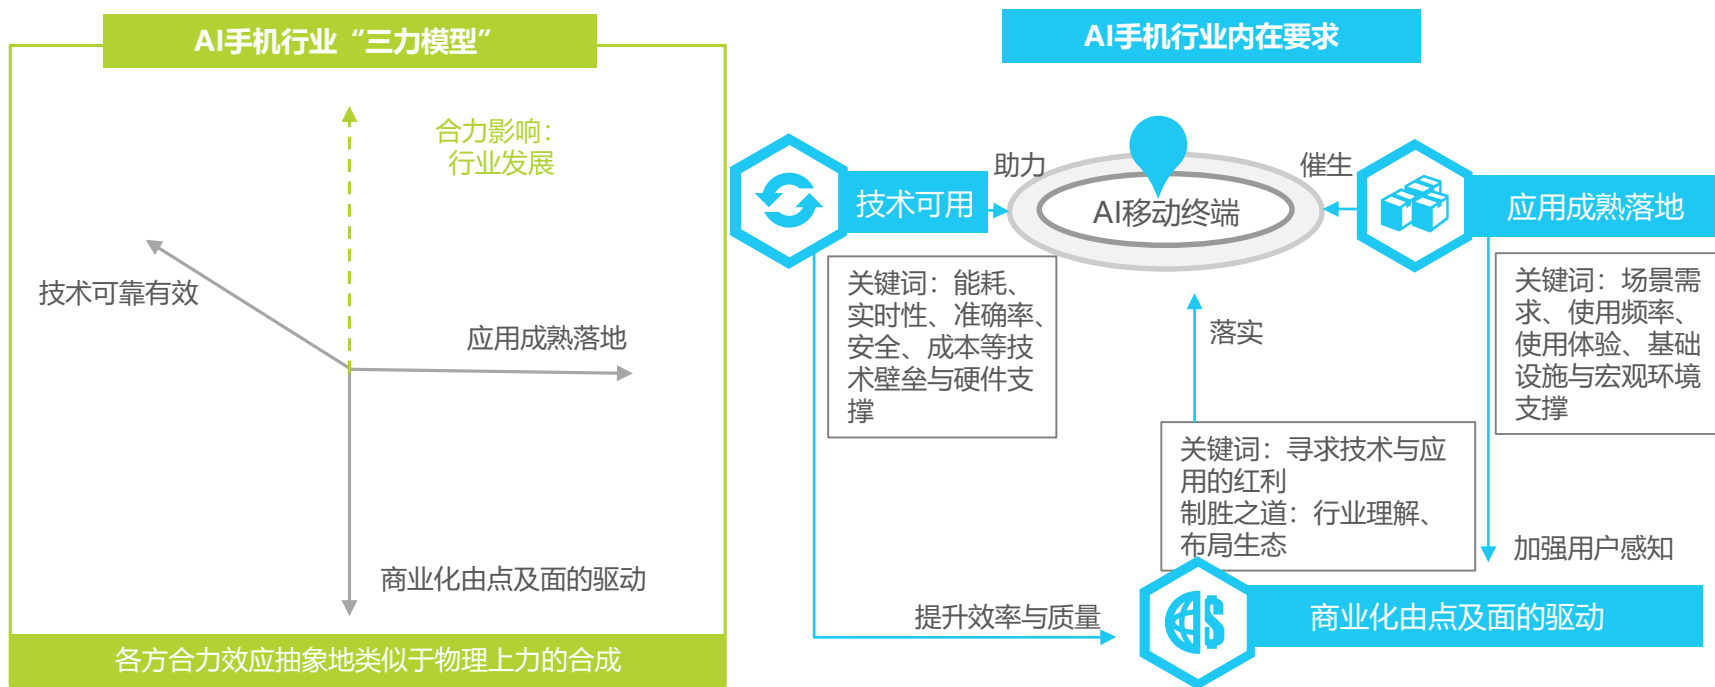 AI手机行业“三力模型”
合力影响：
行业发展
技术可靠有效
应用成熟落地
商业化由点及面的驱动
各方合力效应抽象地类似于物理上力的合成
AI手机行业内在要求
技术可用
助力
AI移动终端
催生
应用成熟落地
关键词：能耗、
实时性、准确率、
安全、成本等技
术壁垒与硬件支
撑
落实
关键词：场景需
求、使用频率、
使用体验、基础
设施与宏观环境
支撑
关键词：寻求技术与应
用的红利
制胜之道：行业理解、
布局生态
加强用户感知
提升效率与质量
商业化由点及面的驱动